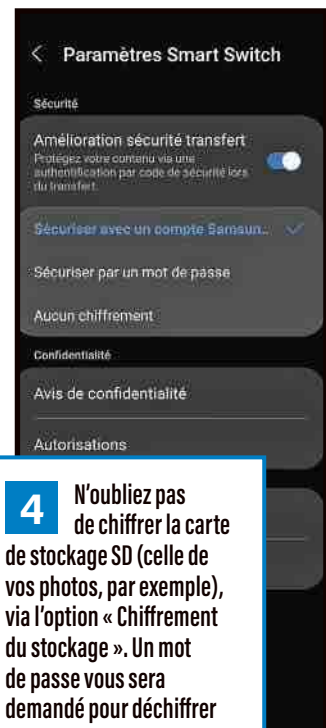 Paramètres Smart Switch
Sécurité
Amélioration sécurité transfert
Protégez votre contenu via une
authentification par code de sécurité lors
du transfert.
Sécuriser avec un compte Samsun...
Sécuriser par un mot de passe
Aucun chiffrement
Confidentialité
Avis de confidentialité
Autorisations
4 N’oubliez pas
de chiffrer la carte
de stockage SD (celle de
vos photos, par exemple),
via l’option « Chiffrement
du stockage ». Un mot
de passe vous sera
demandé pour déchiffrer